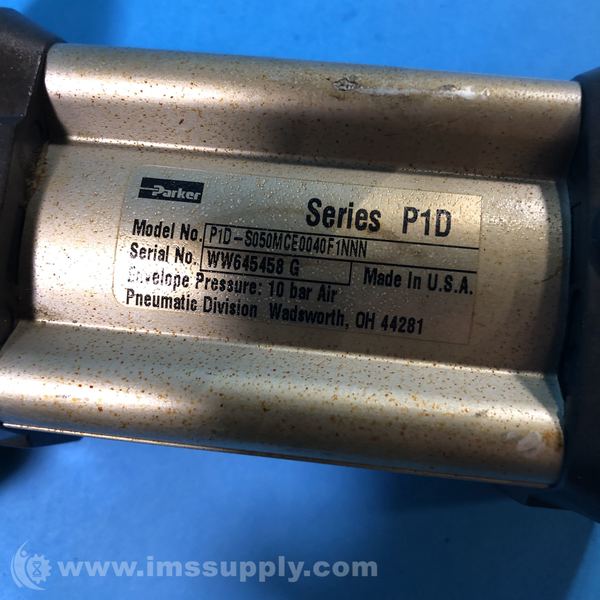 Parker
Series P1D
Model No. P1D-S050MCE0040F1NNN
Serial No. WW645458 G
Made In U.S.A.
Envelope Pressure: 10 bar Air
Pneumatic Division Wadsworth, OH 44281
www.imssupply.com